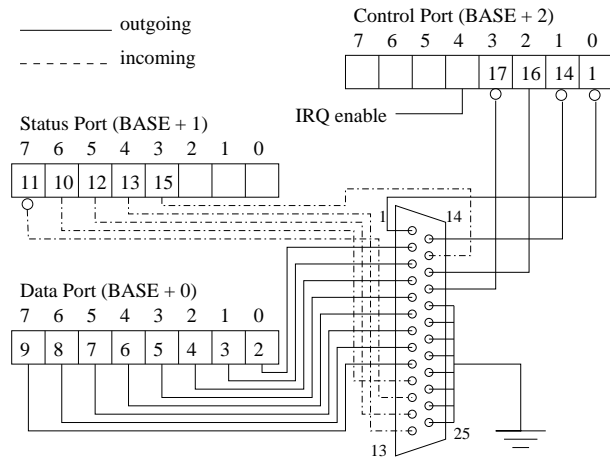 outgoing
incoming
Control Port (BASE + 2)
7 6 5 4 3 2 1 0
17 16 14 1
IRQ enable
Status Port (BASE + 1)
7 6 5 4 3 2 1 0
11 10 12 13 15
1 14
Data Port (BASE + 0)
7 6 5 4 3 2 1 0
9 8 7 6 5 4 3 2
13 25